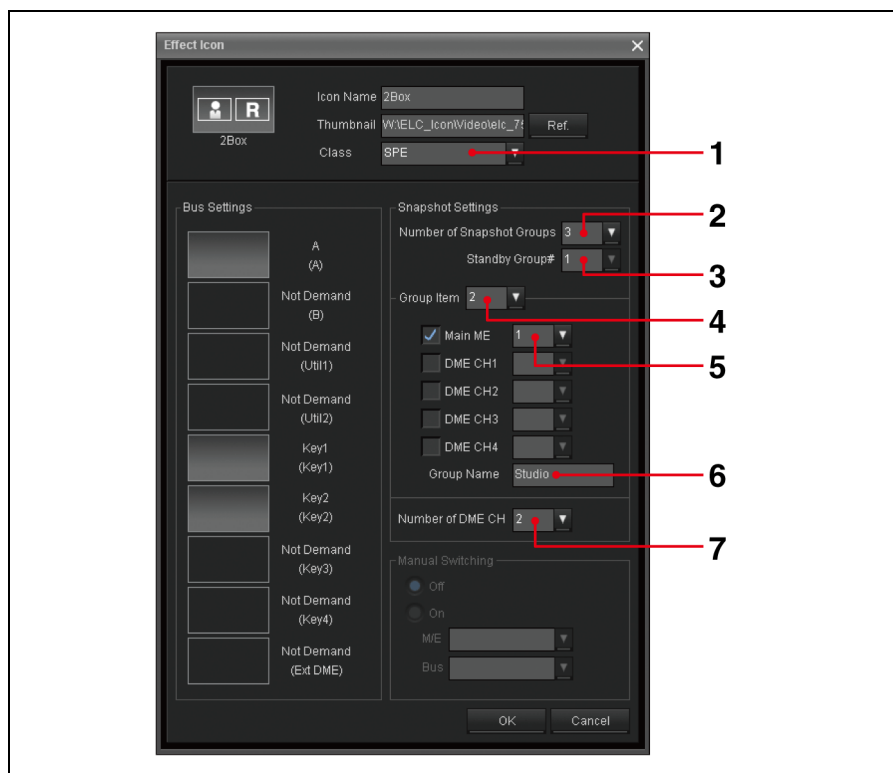 Effect Icon
R
2Box
Icon Name 2Box
Thumbnail W:\ELC_Icon\Video\elc_75 Ref.
Class SPE
1
Bus Settings
A
(A)
Not Demand
(B)
Not Demand
(Util1)
Not Demand
(Util2)
Key1
(Key1)
Key2
(Key2)
Not Demand
(Key3)
Not Demand
(Key4)
Not Demand
(Ext DME)
Snapshot Settings
Number of Snapshot Groups 3
2
Standby Group# 1
3
Group Item 2
4
Main ME 1
5
DME CH1
DME CH2
DME CH3
DME CH4
Group Name Studio
6
Number of DME CH 2
7
Manual Switching
Off
On
M/E
Bus
OK Cancel